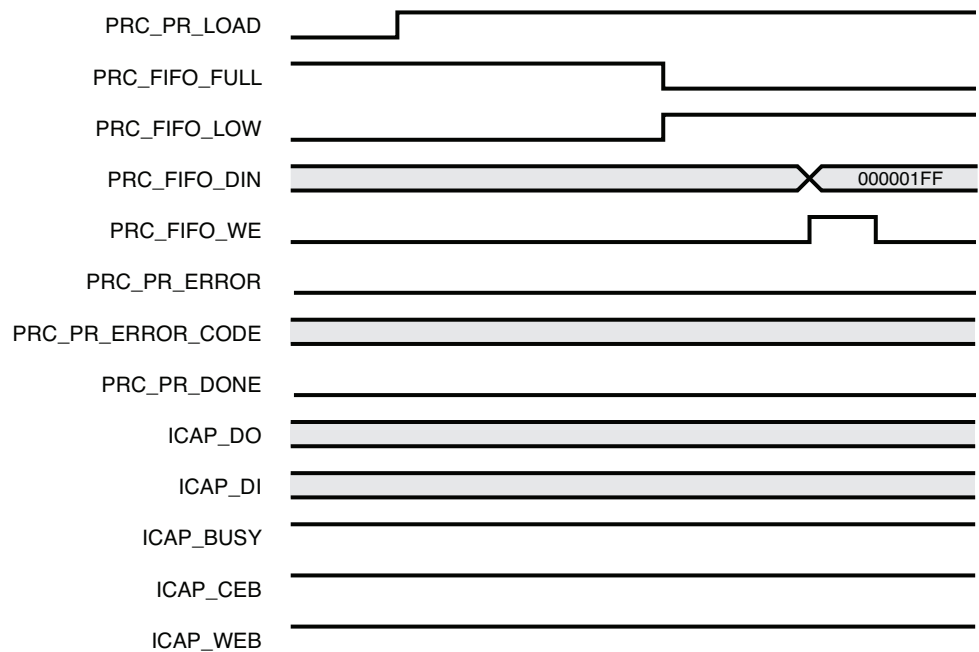 PRC_PR_LOAD
PRC_FIFO_FULL
PRC_FIFO_LOW
PRC_FIFO_DIN
000001FF
PRC_FIFO_WE
PRC_PR_ERROR
PRC_PR_ERROR_CODE
PRC_PR_DONE
ICAP_DO
ICAP_DI
ICAP_BUSY
ICAP_CEB
ICAP_WEB